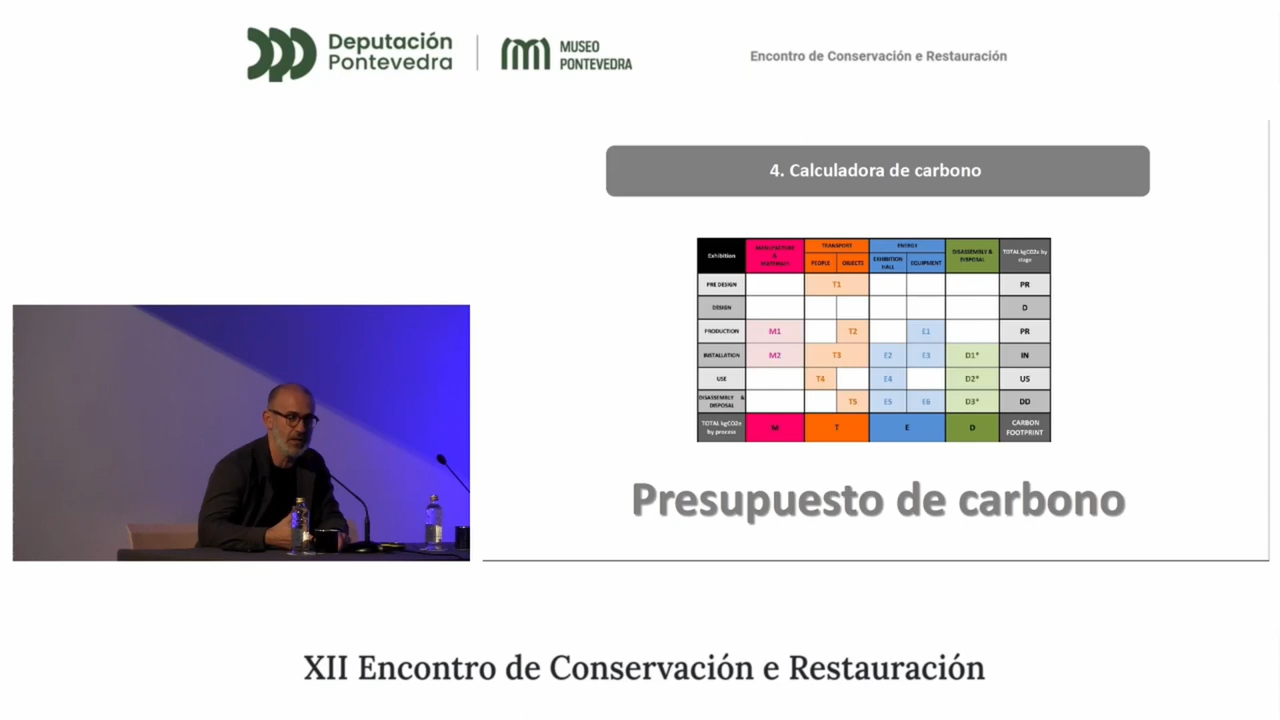 Deputación
Pontevedra
MUSEO
PONTEVEDRA
Encontro de Conservación e Restauración
4. Calculadora de carbono
Exhibition
MANUFACTURE & MATERIALS
TRANSPORT
PEOPLE
OBJECTS
ENERGY
EXHIBITION HALL
EQUIPMENT
DISASSEMBLY & DISPOSAL
TOTAL kgCO2e by stage
PRE DESIGN
T1
PR
DESIGN
D
PRODUCTION
M1
T2
E1
PR
INSTALLATION
M2
T3
E2
E3
D1*
IN
USE
T4
E4
D2*
US
DISASSEMBLY & DISPOSAL
T5
E5
E6
D3*
DD
TOTAL kgCO2e by process
M
T
E
D
CARBON FOOTPRINT
Presupuesto de carbono
XII Encontro de Conservación e Restauración